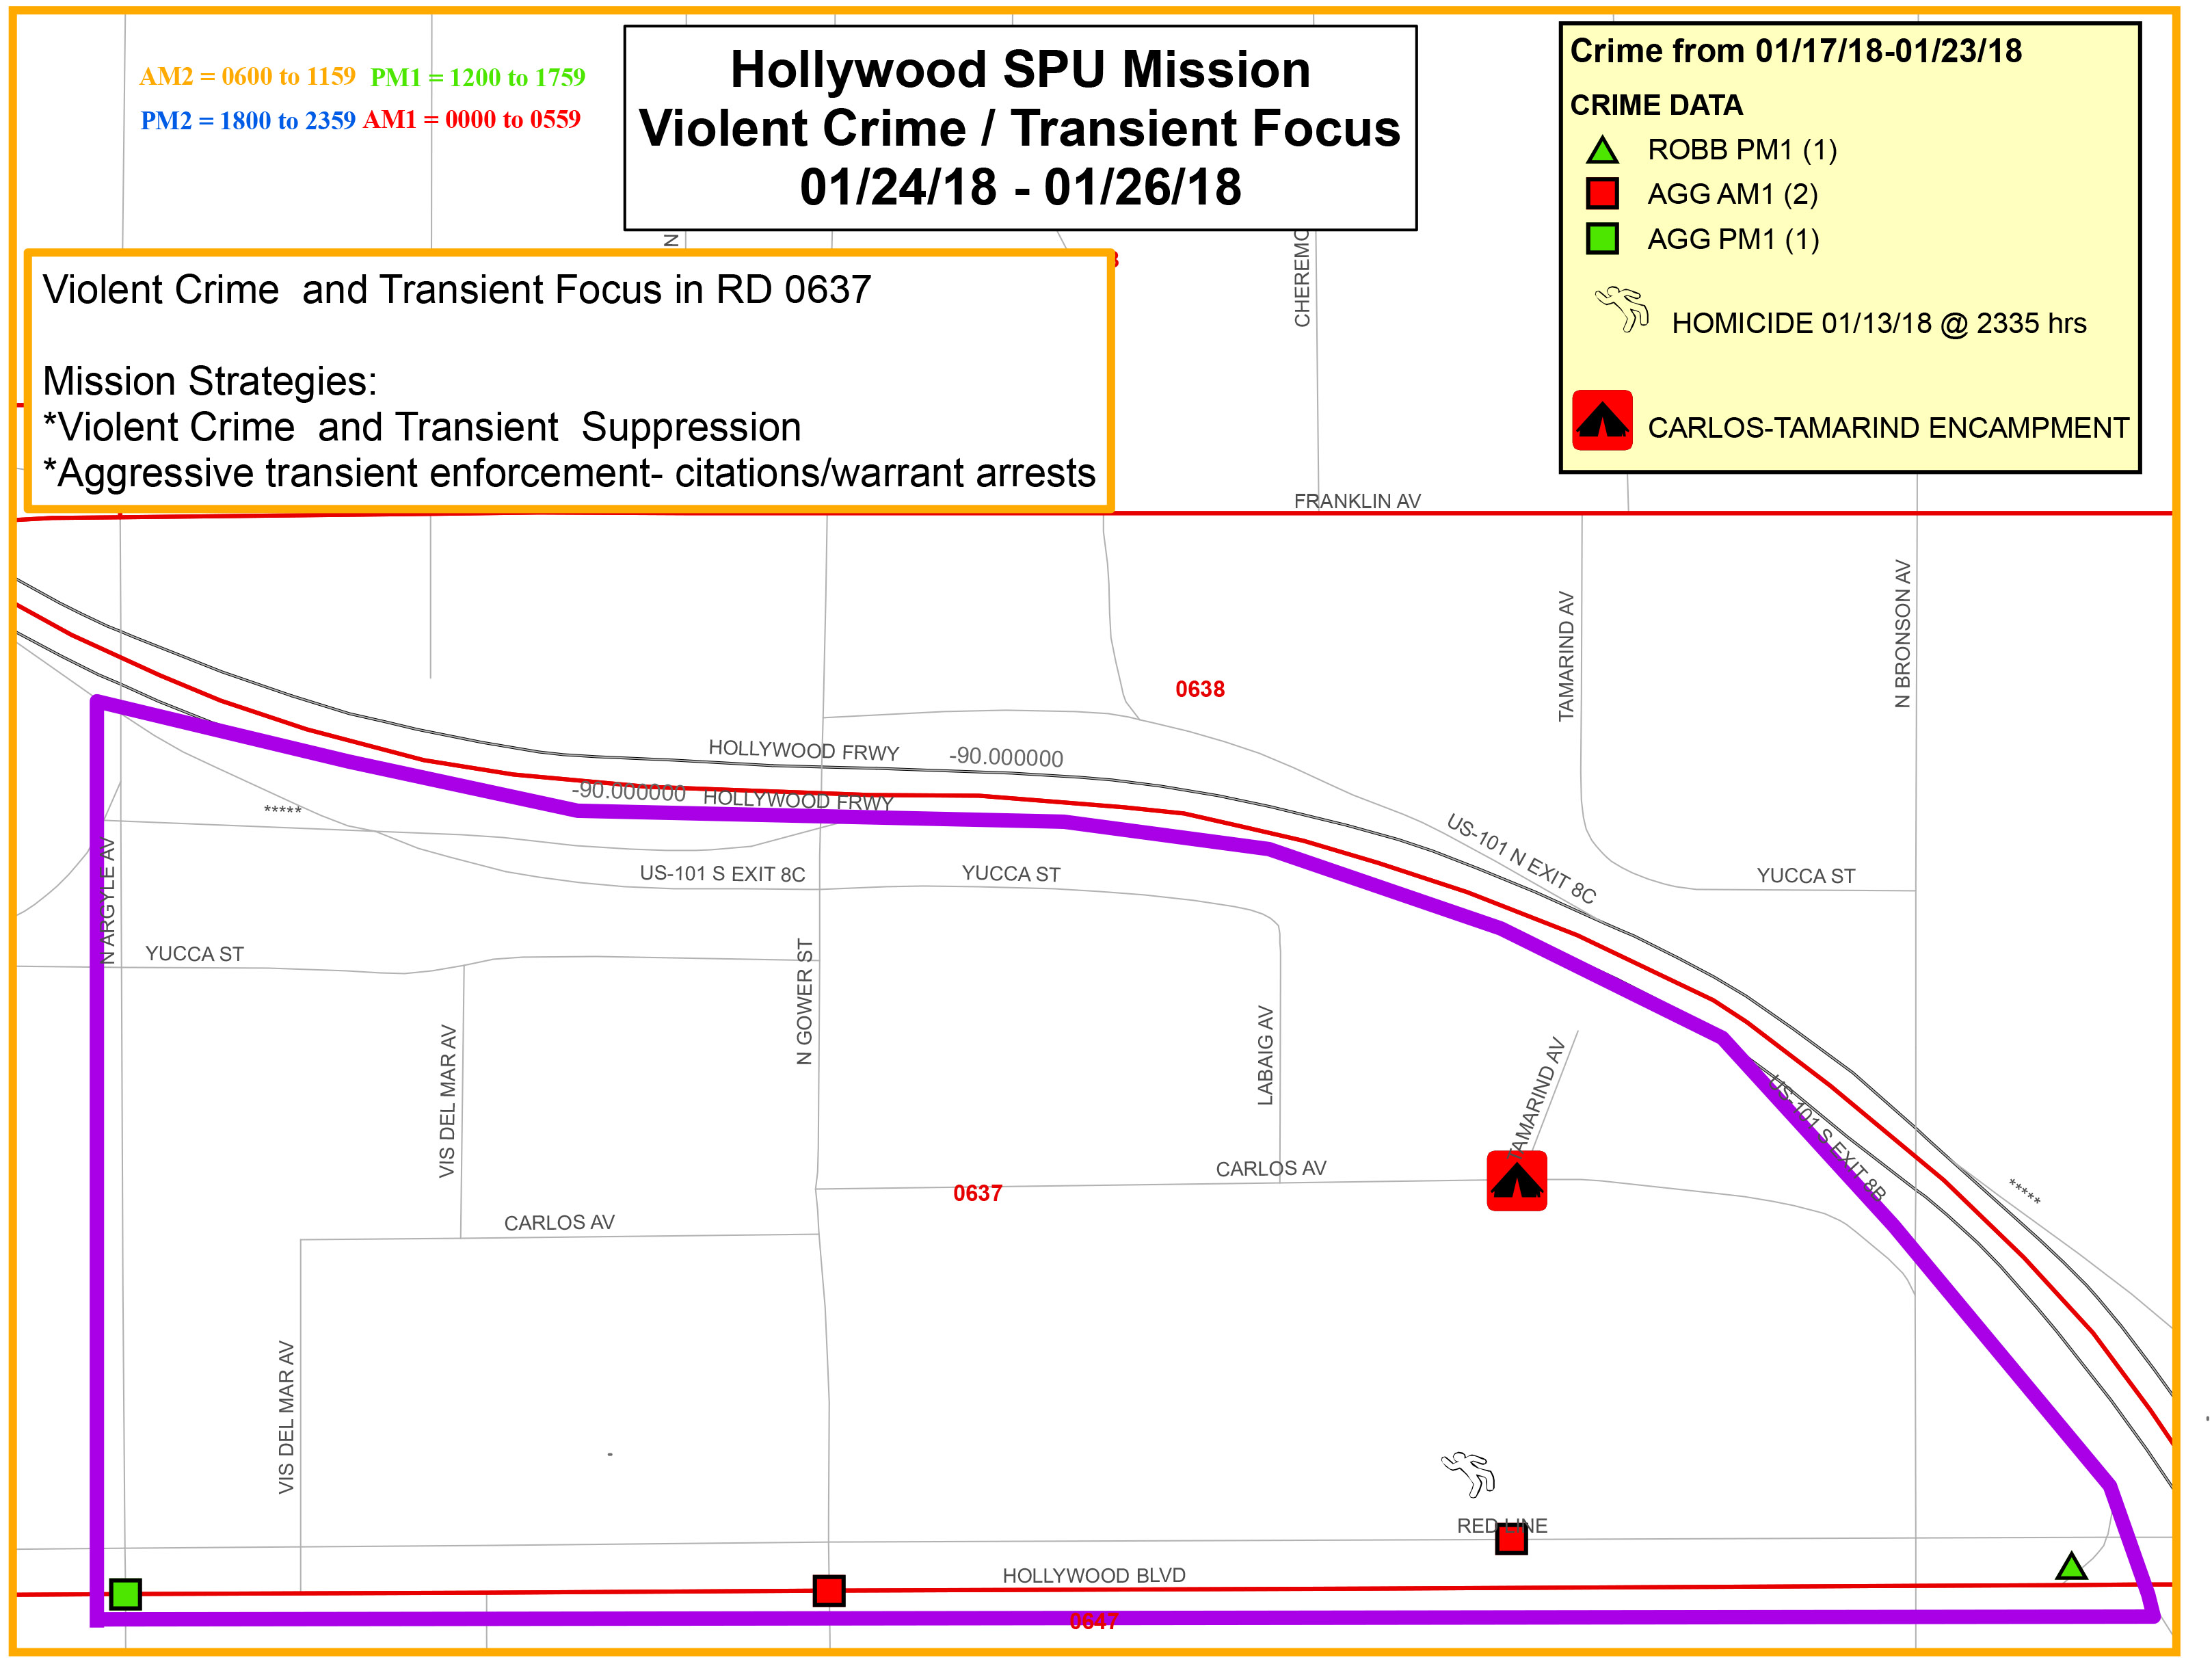 AM2 = 0600 to 1159 PM1 = 1200 to 1759
PM2 = 1800 to 2359 AM1 = 0000 to 0559
Hollywood SPU Mission
Violent Crime / Transient Focus
01/24/18 - 01/26/18
Crime from 01/17/18-01/23/18
CRIME DATA
ROBB PM1 (1)
AGG AM1 (2)
AGG PM1 (1)
HOMICIDE 01/13/18 @ 2335 hrs
CARLOS-TAMARIND ENCAMPMENT
Violent Crime and Transient Focus in RD 0637
Mission Strategies:
*Violent Crime and Transient Suppression
*Aggressive transient enforcement- citations/warrant arrests
N
CHEREMO
FRANKLIN AV
TAMARIND AV
N BRONSON AV
0638
HOLLYWOOD FRWY
-90.000000
-90.000000
HOLLYWOOD FRWY
*****
US-101 N EXIT 8C
US-101 S EXIT 8C
YUCCA ST
YUCCA ST
N ARGYLE AV
YUCCA ST
N GOWER ST
VIS DEL MAR AV
LABAIG AV
TAMARIND AV
US-101 S EXIT 8B
*****
CARLOS AV
0637
CARLOS AV
VIS DEL MAR AV
RED LINE
HOLLYWOOD BLVD
0647